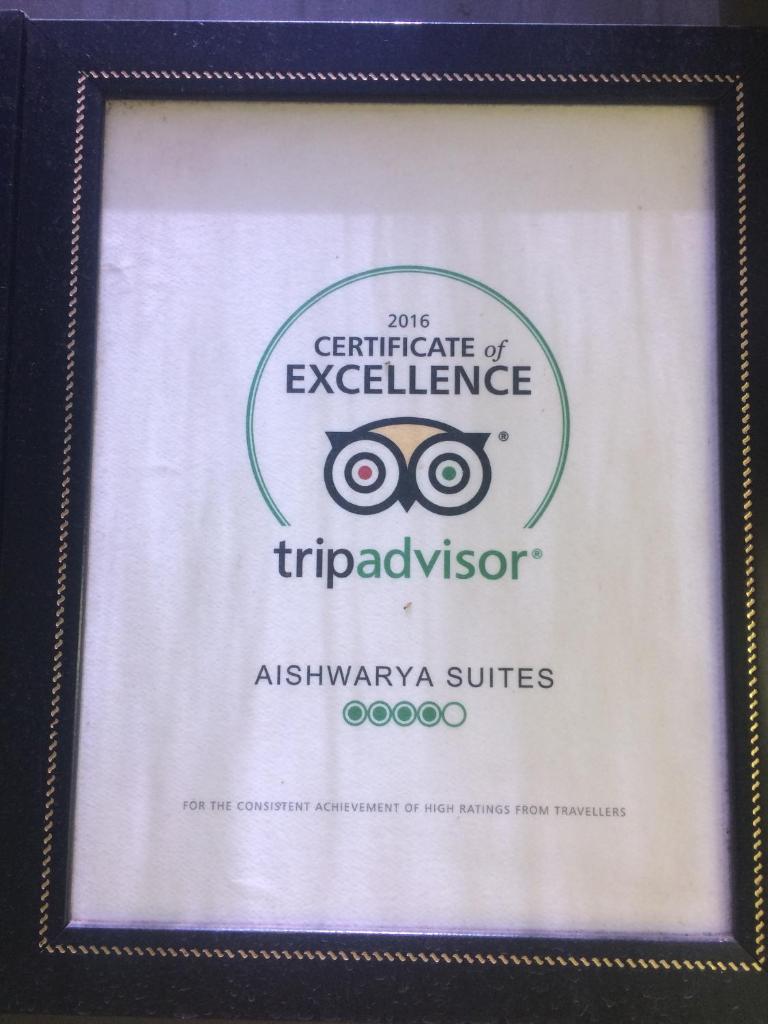 2016
CERTIFICATE of
EXCELLENCE
®
tripadvisor®
AISHWARYA SUITES
FOR THE CONSISTENT ACHIEVEMENT OF HIGH RATINGS FROM TRAVELLERS